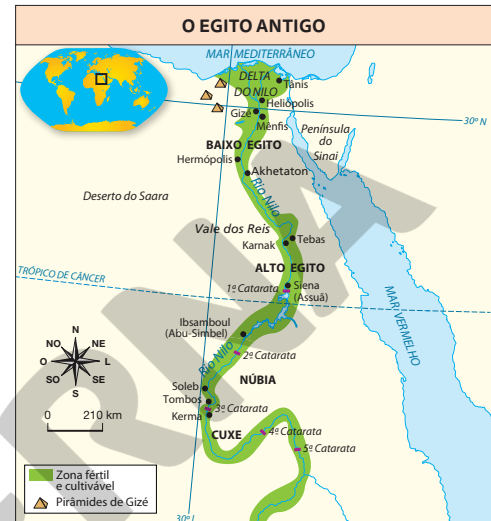 O EGITO ANTIGO
MAR MEDITERRÂNEO
DELTA
DO NILO
Tânis
Heliópolis
Gizé
Mênfis
30º N
Península
do
Sinai
BAIXO EGITO
Hermópolis
Akhetaton
Rio Nilo
Deserto do Saara
Vale dos Reis
Tebas
Karnak
ALTO EGITO
TRÓPICO DE CÂNCER
1ª Catarata
Siena
(Assuã)
MAR VERMELHO
Ibsamboul
(Abu-Simbel)
Rio Nilo
2ª Catarata
N
NO
NE
O
L
SO
SE
S
NÚBIA
Soleb
Tombos
3ª Catarata
Kerma
0 210 km
CUXE
4ª Catarata
5ª Catarata
Zona fértil
e cultivável
Pirâmides de Gizé
30º L